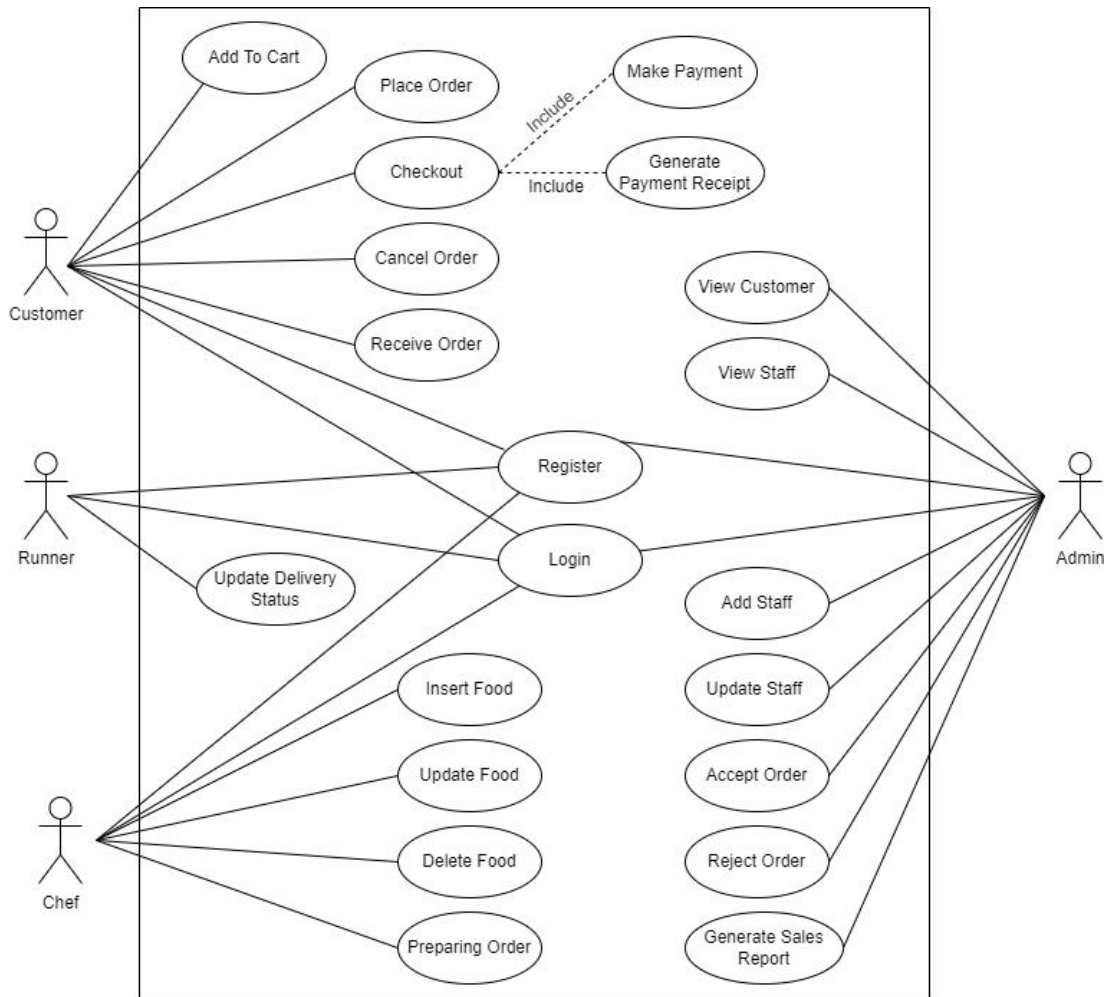 Add To Cart
Place Order
Make Payment
Include
Checkout
Generate
Payment Receipt
Include
Cancel Order
View Customer
Customer
Receive Order
View Staff
Register
Runner
Login
Admin
Update Delivery
Status
Add Staff
Insert Food
Update Staff
Update Food
Accept Order
Chef
Delete Food
Reject Order
Preparing Order
Generate Sales
Report